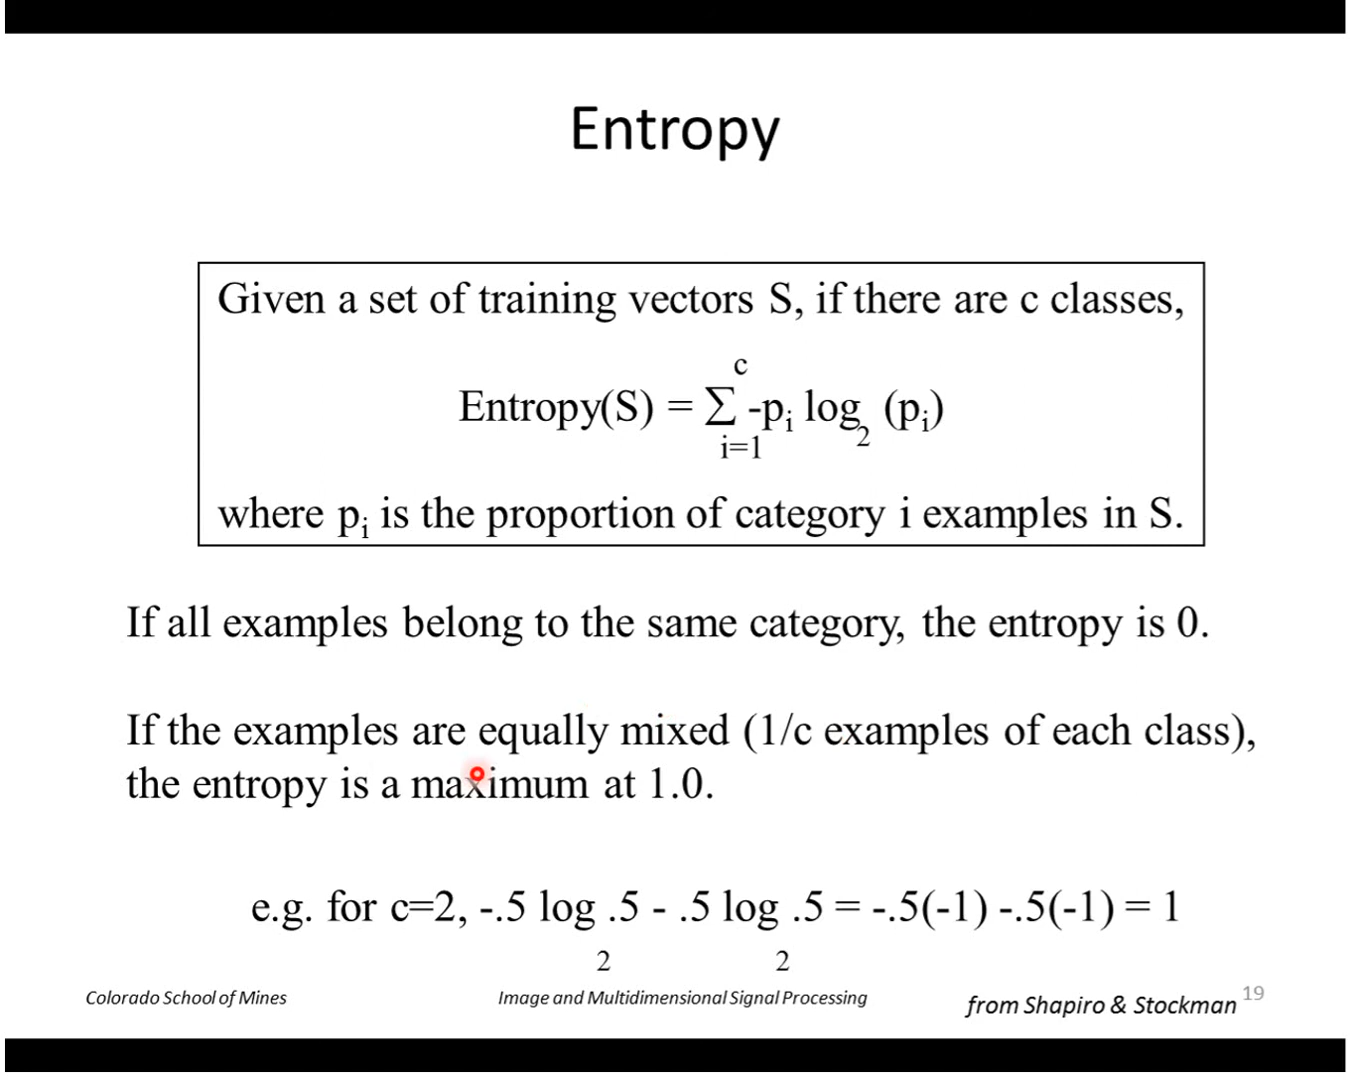 Entropy
Given a set of training vectors S, if there are c classes,
c
Entropy(S) = ∑ -pᵢ log₂ (pᵢ)
i=1
where pᵢ is the proportion of category i examples in S.
If all examples belong to the same category, the entropy is 0.
If the examples are equally mixed (1/c examples of each class),
the entropy is a maximum at 1.0.
e.g. for c=2, -.5 log .5 - .5 log .5 = -.5(-1) -.5(-1) = 1
2 2
Colorado School of Mines
Image and Multidimensional Signal Processing
from Shapiro & Stockman
19